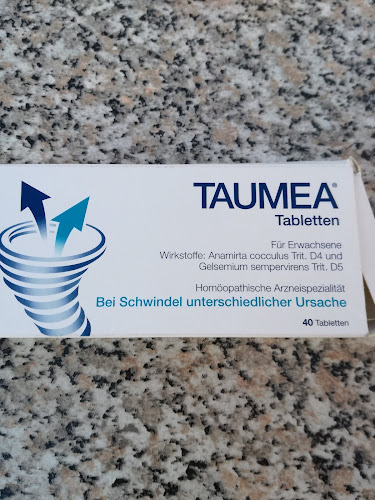 TAUMEA®
Tabletten
Für Erwachsene
Wirkstoffe: Anamirta cocculus Trit. D4 und
Gelsemium sempervirens Trit. D5
Homöopathische Arzneispezialität
Bei Schwindel unterschiedlicher Ursache
40 Tabletten